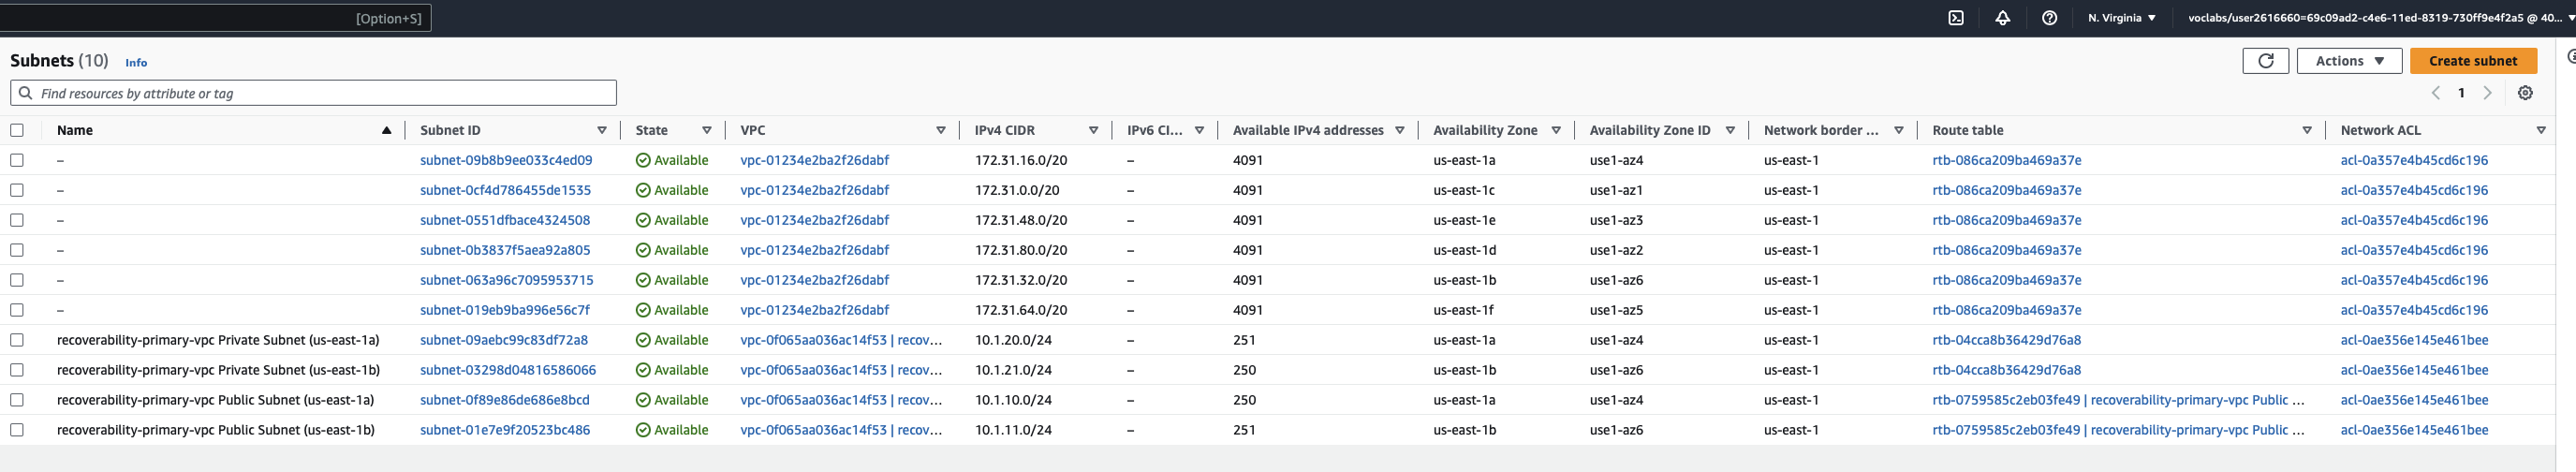 [Option+S] N. Virginia ▼ voclabs/user2616660=69c09ad2-c4e6-11ed-8319-730ff9e4f2a5 @ 40...
Subnets (10) Info Actions ▼ Create subnet
Find resources by attribute or tag 1
Name Subnet ID State VPC IPv4 CIDR IPv6 CI... Available IPv4 addresses Availability Zone Availability Zone ID Network border ... Route table Network ACL
– subnet-09b8b9ee033c4ed09 Available vpc-01234e2ba2f26dabf 172.31.16.0/20 – 4091 us-east-1a use1-az4 us-east-1 rtb-086ca209ba469a37e acl-0a357e4b45cd6c196
– subnet-0cf4d786455de1535 Available vpc-01234e2ba2f26dabf 172.31.0.0/20 – 4091 us-east-1c use1-az1 us-east-1 rtb-086ca209ba469a37e acl-0a357e4b45cd6c196
– subnet-0551dfbace4324508 Available vpc-01234e2ba2f26dabf 172.31.48.0/20 – 4091 us-east-1e use1-az3 us-east-1 rtb-086ca209ba469a37e acl-0a357e4b45cd6c196
– subnet-0b3837f5aea92a805 Available vpc-01234e2ba2f26dabf 172.31.80.0/20 – 4091 us-east-1d use1-az2 us-east-1 rtb-086ca209ba469a37e acl-0a357e4b45cd6c196
– subnet-063a96c7095953715 Available vpc-01234e2ba2f26dabf 172.31.32.0/20 – 4091 us-east-1b use1-az6 us-east-1 rtb-086ca209ba469a37e acl-0a357e4b45cd6c196
– subnet-019eb9ba996e56c7f Available vpc-01234e2ba2f26dabf 172.31.64.0/20 – 4091 us-east-1f use1-az5 us-east-1 rtb-086ca209ba469a37e acl-0a357e4b45cd6c196
recoverability-primary-vpc Private Subnet (us-east-1a) subnet-09aebc99c83df72a8 Available vpc-0f065aa036ac14f53 | recov... 10.1.20.0/24 – 251 us-east-1a use1-az4 us-east-1 rtb-04cca8b36429d76a8 acl-0ae356e145e461bee
recoverability-primary-vpc Private Subnet (us-east-1b) subnet-03298d04816586066 Available vpc-0f065aa036ac14f53 | recov... 10.1.21.0/24 – 250 us-east-1b use1-az6 us-east-1 rtb-04cca8b36429d76a8 acl-0ae356e145e461bee
recoverability-primary-vpc Public Subnet (us-east-1a) subnet-0f89e86de686e8bcd Available vpc-0f065aa036ac14f53 | recov... 10.1.10.0/24 – 250 us-east-1a use1-az4 us-east-1 rtb-0759585c2eb03fe49 | recoverability-primary-vpc Public ... acl-0ae356e145e461bee
recoverability-primary-vpc Public Subnet (us-east-1b) subnet-01e7e9f20523bc486 Available vpc-0f065aa036ac14f53 | recov... 10.1.11.0/24 – 251 us-east-1b use1-az6 us-east-1 rtb-0759585c2eb03fe49 | recoverability-primary-vpc Public ... acl-0ae356e145e461bee